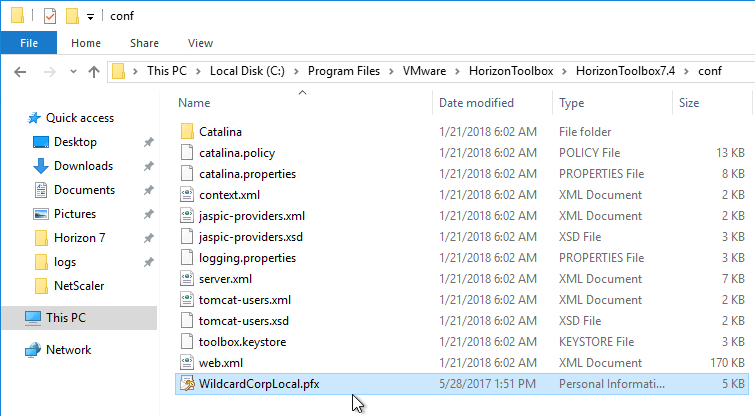 conf
File Home Share View
This PC > Local Disk (C:) > Program Files > VMware > HorizonToolbox > HorizonToolbox7.4 > conf
Name Date modified Type Size
Quick access
Desktop
Downloads
Documents
Pictures
Horizon 7
logs
NetScaler
This PC
Network
Catalina 1/21/2018 6:02 AM File folder
catalina.policy 1/21/2018 6:02 AM POLICY File 13 KB
catalina.properties 1/21/2018 6:02 AM PROPERTIES File 8 KB
context.xml 1/21/2018 6:02 AM XML Document 2 KB
jaspic-providers.xml 1/21/2018 6:02 AM XML Document 2 KB
jaspic-providers.xsd 1/21/2018 6:02 AM XSD File 3 KB
logging.properties 1/21/2018 6:02 AM PROPERTIES File 3 KB
server.xml 1/21/2018 6:02 AM XML Document 7 KB
tomcat-users.xml 1/21/2018 6:02 AM XML Document 2 KB
tomcat-users.xsd 1/21/2018 6:02 AM XSD File 3 KB
toolbox.keystore 1/21/2018 6:02 AM KEYSTORE File 3 KB
web.xml 1/21/2018 6:02 AM XML Document 170 KB
WildcardCorpLocal.pfx 5/28/2017 1:51 PM Personal Informati... 5 KB